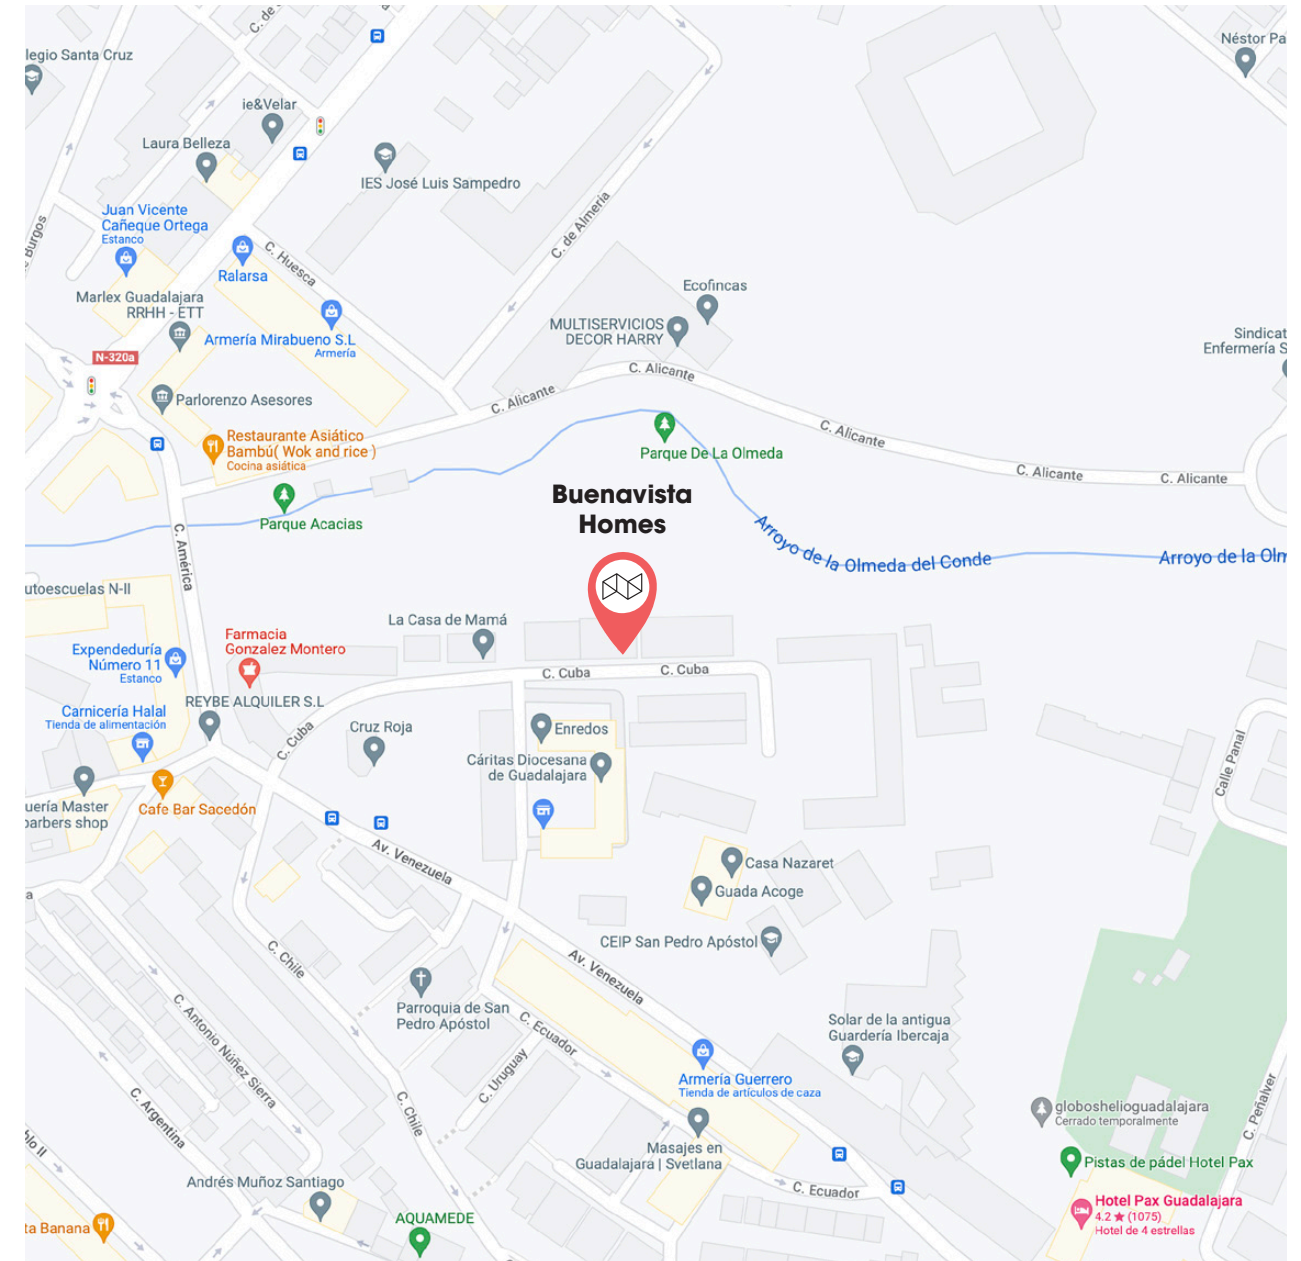 C. de
legio Santa Cruz
Néstor Pa
ie&Velar
Laura Belleza
IES José Luis Sampedro
Juan Vicente
Cañeque Ortega
Estanco
Burgos
C. de Almería
C. Huesca
Ralarsa
Ecofincas
Marlex Guadalajara
RRHH - ETT
MULTISERVICIOS
DECOR HARRY
Armería Mirabueno S.L
Armería
Sindicat
Enfermería S
N-320a
C. Alicante
C. Alicante
C. Alicante
C. Alicante
C. Alicante
Parlorenzo Asesores
Restaurante Asiático
Bambú( Wok and rice )
Cocina asiática
Parque De La Olmeda
Parque Acacias
Buenavista
Homes
C. América
Arroyo de la Olmeda del Conde
Arroyo de la Olm
utoescuelas N-II
La Casa de Mamá
Farmacia
Gonzalez Montero
Expendeduría
Número 11
Estanco
C. Cuba
C. Cuba
REYBE ALQUILER S.L
Carnicería Halal
Tienda de alimentación
C. Cuba
Cruz Roja
Enredos
Cáritas Diocesana
de Guadalajara
Calle Panal
uería Master
barbers shop
Cafe Bar Sacedón
Av. Venezuela
Casa Nazaret
Guada Acoge
a
CEIP San Pedro Apóstol
C. Chile
Av. Venezuela
Parroquia de San
Pedro Apóstol
C. Antonio Núñez Sierra
C. Ecuador
Solar de la antigua
Guardería Ibercaja
C. Uruguay
Armería Guerrero
Tienda de artículos de caza
C. Argentina
C. Chile
globoshelioguadalajara
Cerrado temporalmente
C. Peñalver
Masajes en
Guadalajara | Svetlana
blo II
Pistas de pádel Hotel Pax
Andrés Muñoz Santiago
C. Ecuador
Hotel Pax Guadalajara
4.2 ★ (1075)
Hotel de 4 estrellas
ta Banana
AQUAMEDE